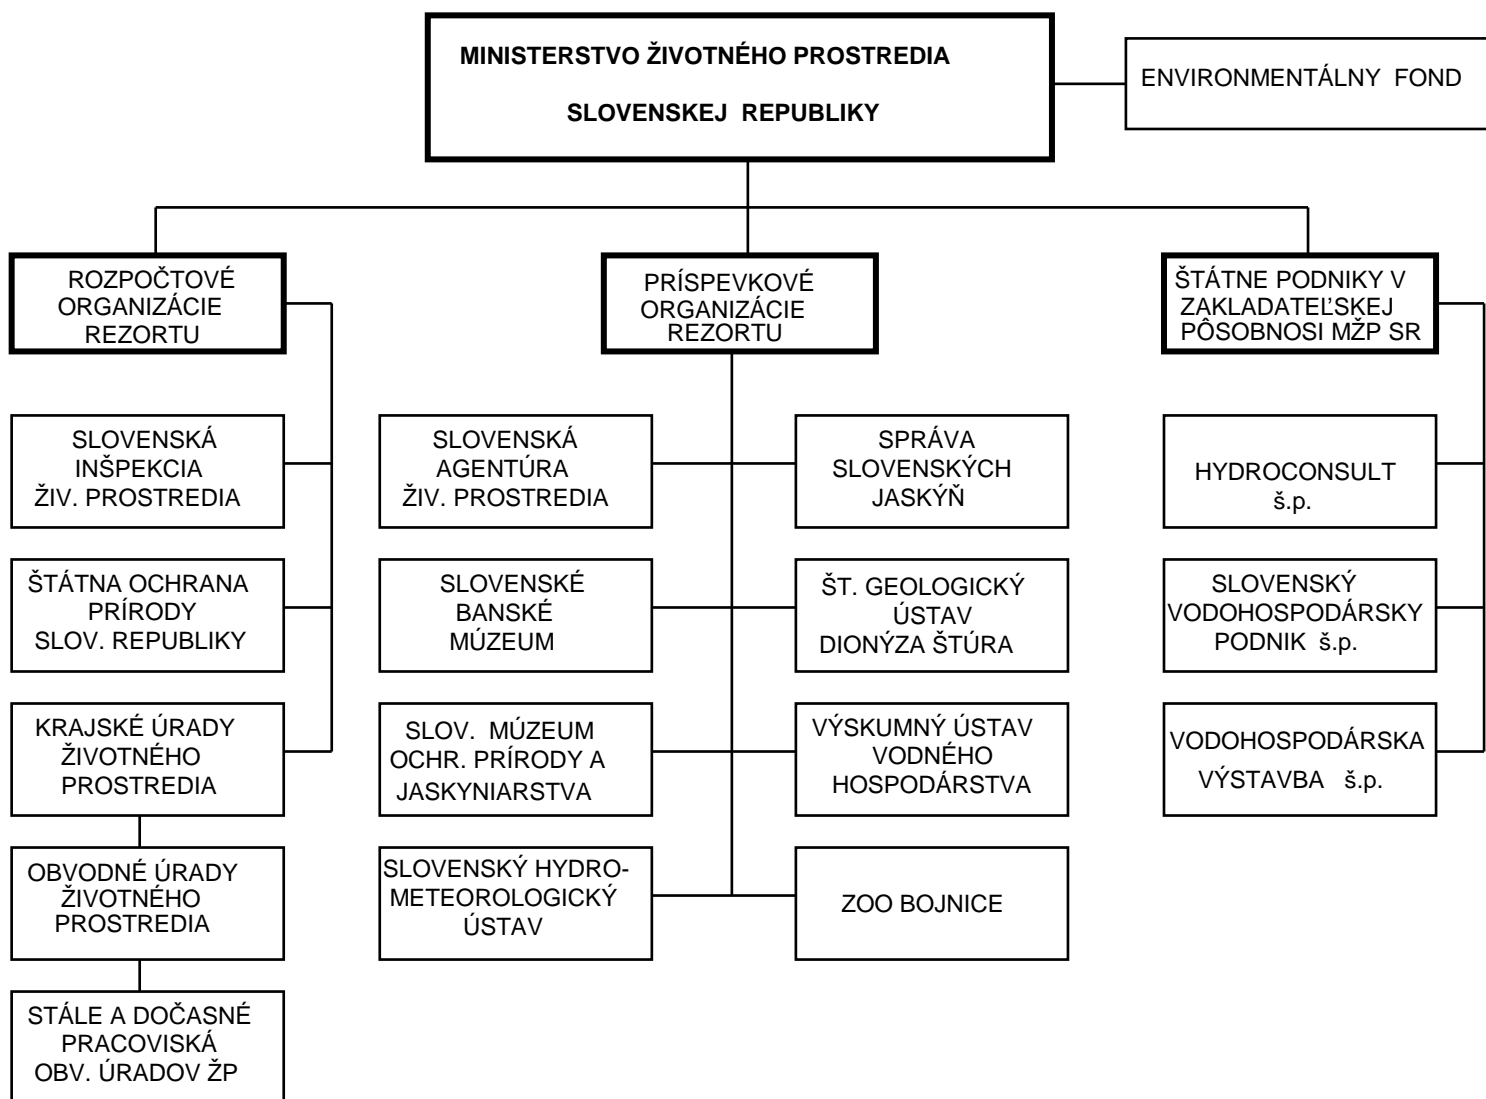 MINISTERSTVO ŽIVOTNÉHO PROSTREDIA
SLOVENSKEJ REPUBLIKY
ENVIRONMENTÁLNY FOND
ROZPOČTOVÉ
ORGANIZÁCIE
REZORTU
PRÍSPEVKOVÉ
ORGANIZÁCIE
REZORTU
ŠTÁTNE PODNIKY V
ZAKLADATEĽSKEJ
PÔSOBNOSI MŽP SR
SLOVENSKÁ
INŠPEKCIA
ŽIV. PROSTREDIA
SLOVENSKÁ
AGENTÚRA
ŽIV. PROSTREDIA
SPRÁVA
SLOVENSKÝCH
JASKÝŇ
HYDROCONSULT
š.p.
ŠTÁTNA OCHRANA
PRÍRODY
SLOV. REPUBLIKY
SLOVENSKÉ
BANSKÉ
MÚZEUM
ŠT. GEOLOGICKÝ
ÚSTAV
DIONÝZA ŠTÚRA
SLOVENSKÝ
VODOHOSPODÁRSKY
PODNIK š.p.
KRAJSKÉ ÚRADY
ŽIVOTNÉHO
PROSTREDIA
SLOV. MÚZEUM
OCHR. PRÍRODY A
JASKYNIARSTVA
VÝSKUMNÝ ÚSTAV
VODNÉHO
HOSPODÁRSTVA
VODOHOSPODÁRSKA
VÝSTAVBA š.p.
OBVODNÉ ÚRADY
ŽIVOTNÉHO
PROSTREDIA
SLOVENSKÝ HYDRO-
METEOROLOGICKÝ
ÚSTAV
ZOO BOJNICE
STÁLE A DOČASNÉ
PRACOVISKÁ
OBV. ÚRADOV ŽP